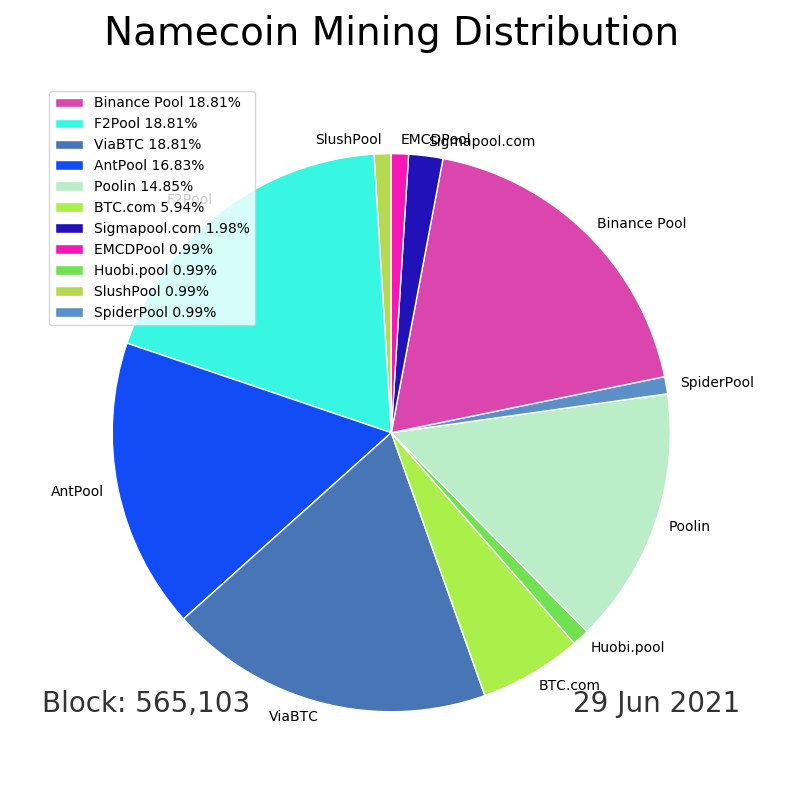 Namecoin Mining Distribution
Binance Pool 18.81%
F2Pool 18.81%
ViaBTC 18.81%
AntPool 16.83%
Poolin 14.85%
BTC.com 5.94%
Sigmapool.com 1.98%
EMCDPool 0.99%
Huobi.pool 0.99%
SlushPool 0.99%
SpiderPool 0.99%
SlushPool
EMCDPool
Sigmapool.com
F2Pool
Binance Pool
SpiderPool
AntPool
Poolin
Huobi.pool
BTC.com
ViaBTC
Block: 565,103
29 Jun 2021